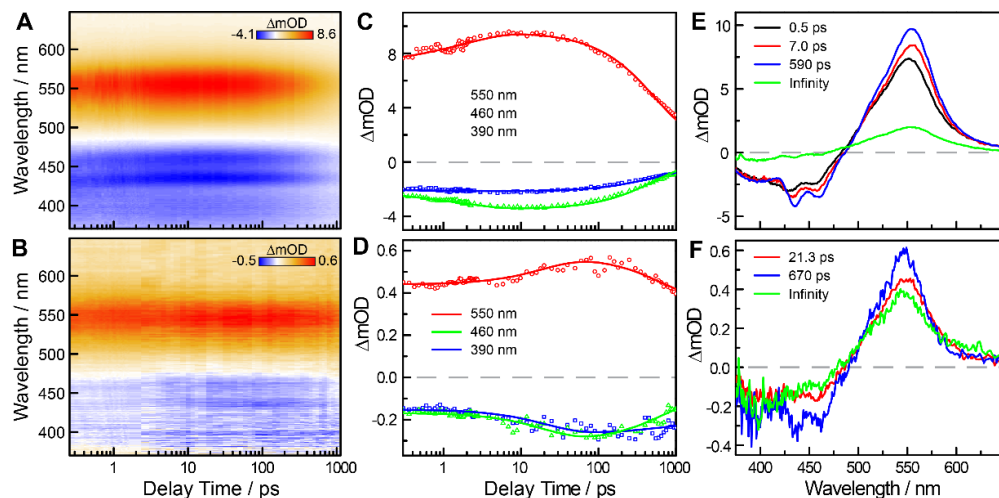 A
ΔmOD
-4.1 8.6
600
550
500
450
400
Wavelength / nm
B
ΔmOD
-0.5 0.6
600
550
500
450
400
Wavelength / nm
1 10 100 1000
Delay Time / ps
C
8
4
0
-4
ΔmOD
550 nm
460 nm
390 nm
D
0.6
0.4
0.2
0.0
-0.2
ΔmOD
550 nm
460 nm
390 nm
1 10 100 1000
Delay Time / ps
E
10
5
0
-5
ΔmOD
0.5 ps
7.0 ps
590 ps
Infinity
F
0.6
0.4
0.2
0.0
-0.2
-0.4
ΔmOD
21.3 ps
670 ps
Infinity
400 450 500 550 600
Wavelength / nm